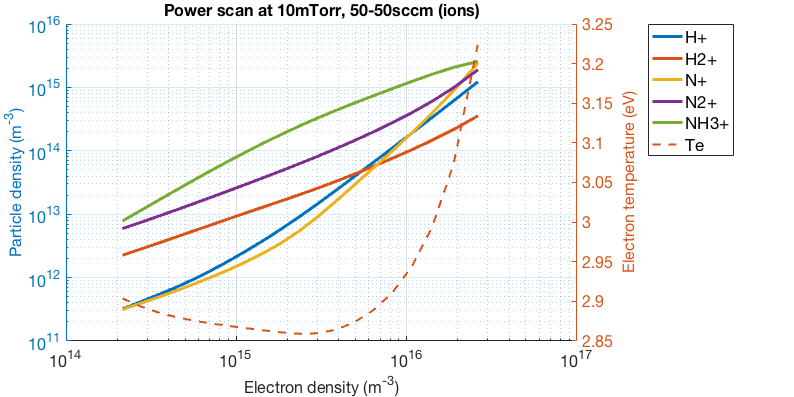 Power scan at 10mTorr, 50-50sccm (ions)
10^16
10^15
10^14
10^13
10^12
10^11
Particle density (m^-3)
10^14
10^15
10^16
10^17
Electron density (m^-3)
3.25
3.2
3.15
3.1
3.05
3
2.95
2.9
2.85
Electron temperature (eV)
H+
H2+
N+
N2+
NH3+
Te